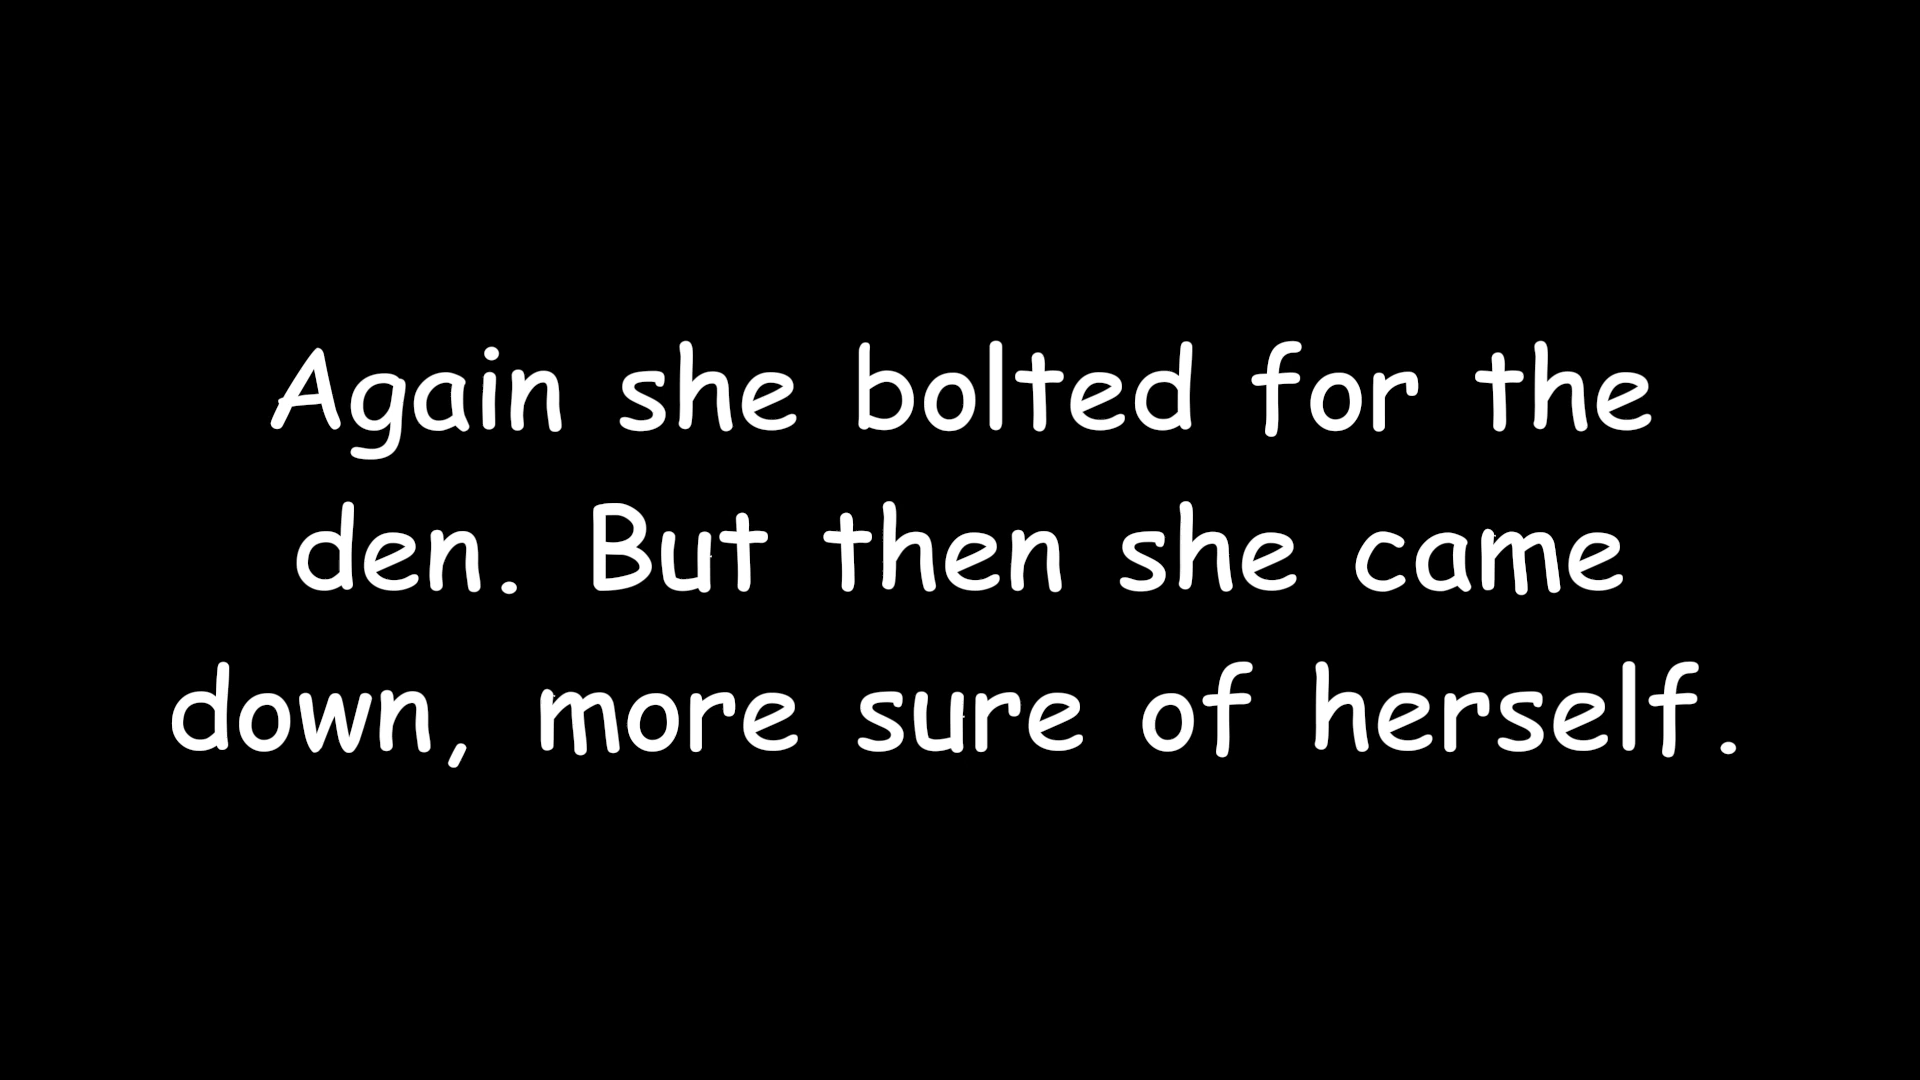 Again she bolted for the
den. But then she came
down, more sure of herself.